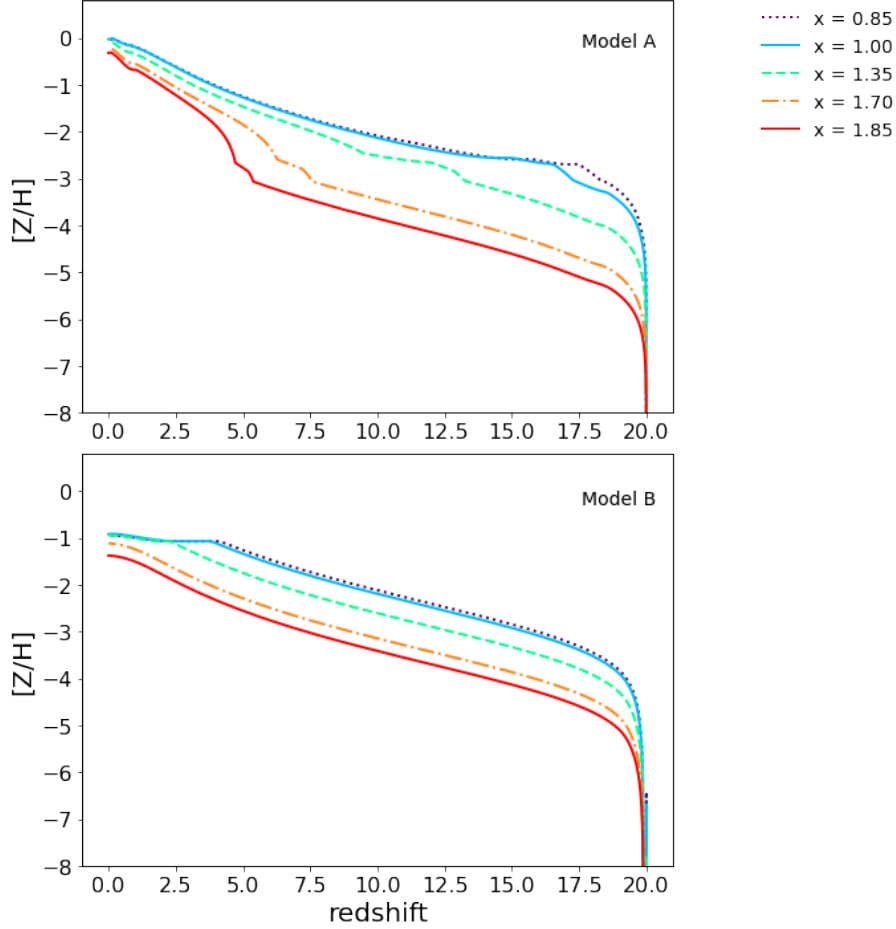 0
−1
−2
−3
−4
−5
−6
−7
−8
[Z/H]
Model A
0.0 2.5 5.0 7.5 10.0 12.5 15.0 17.5 20.0
x = 0.85
x = 1.00
x = 1.35
x = 1.70
x = 1.85
0
−1
−2
−3
−4
−5
−6
−7
−8
[Z/H]
Model B
0.0 2.5 5.0 7.5 10.0 12.5 15.0 17.5 20.0
redshift